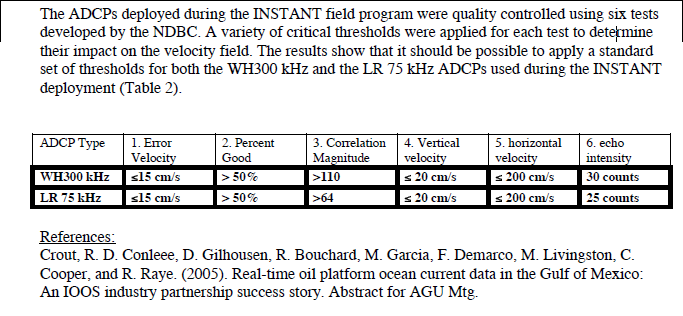 The ADCPs deployed during the INSTANT field program were quality controlled using six tests
developed by the NDBC. A variety of critical thresholds were applied for each test to determine
their impact on the velocity field. The results show that it should be possible to apply a standard
set of thresholds for both the WH300 kHz and the LR 75 kHz ADCPs used during the INSTANT
deployment (Table 2).
ADCP Type 1. Error Velocity 2. Percent Good 3. Correlation Magnitude 4. Vertical velocity 5. horizontal velocity 6. echo intensity
WH300 kHz ≤15 cm/s > 50% >110 ≤ 20 cm/s ≤ 200 cm/s 30 counts
LR 75 kHz ≤15 cm/s > 50% >64 ≤ 20 cm/s ≤ 200 cm/s 25 counts
References:
Crout, R. D. Conleee, D. Gilhousen, R. Bouchard, M. Garcia, F. Demarco, M. Livingston, C.
Cooper, and R. Raye. (2005). Real-time oil platform ocean current data in the Gulf of Mexico:
An IOOS industry partnership success story. Abstract for AGU Mtg.